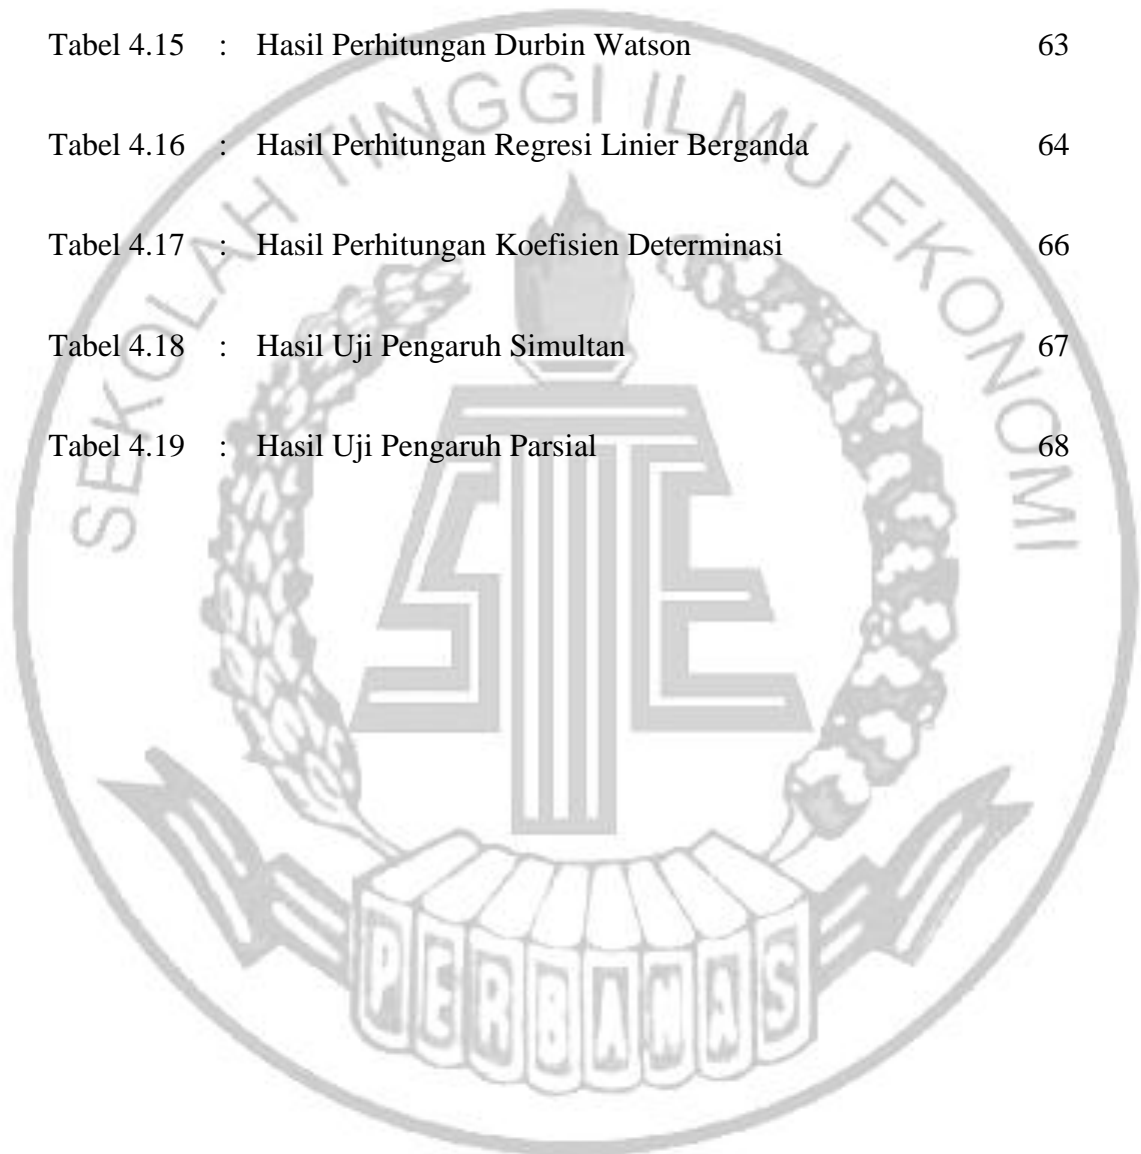 Tabel 4.15 : Hasil Perhitungan Durbin Watson 63
Tabel 4.16 : Hasil Perhitungan Regresi Linier Berganda 64
Tabel 4.17 : Hasil Perhitungan Koefisien Determinasi 66
Tabel 4.18 : Hasil Uji Pengaruh Simultan 67
Tabel 4.19 : Hasil Uji Pengaruh Parsial 68
SEKOLAH TINGGI ILMU EKONOMI
STIE
PERBANAS